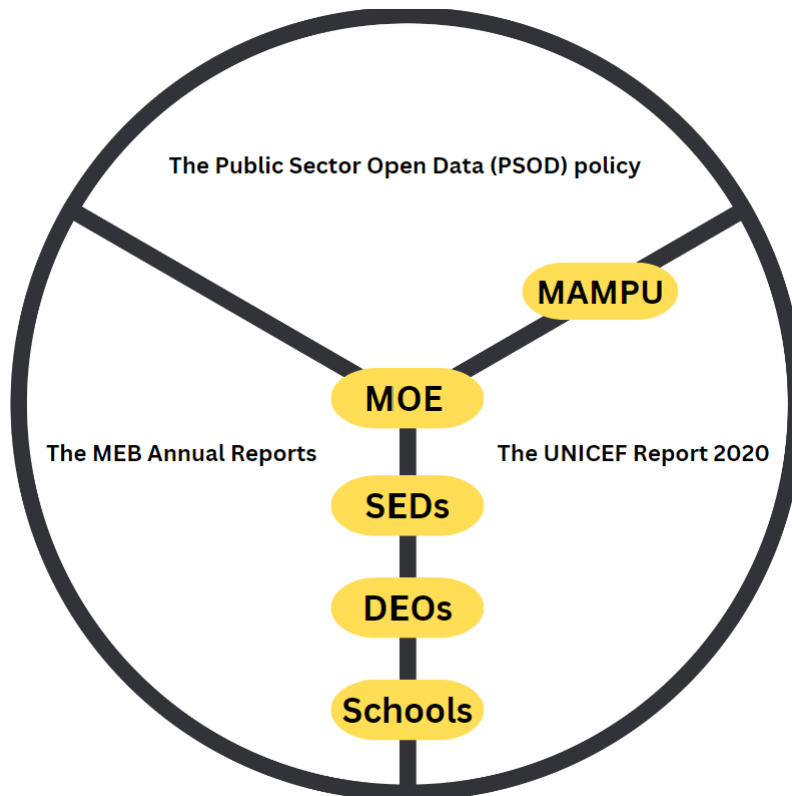 The Public Sector Open Data (PSOD) policy
MAMPU
MOE
The MEB Annual Reports
The UNICEF Report 2020
SEDs
DEOs
Schools